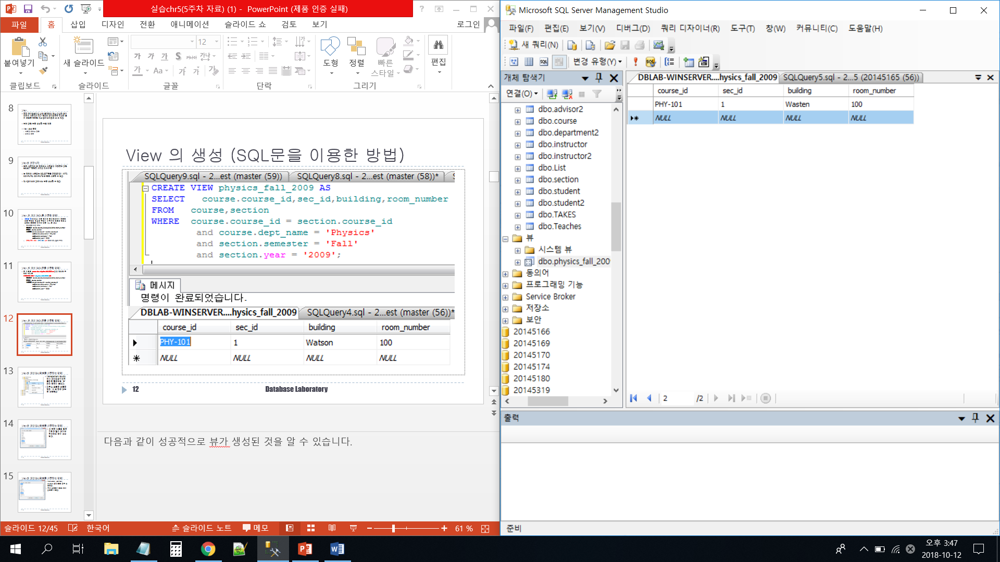 실습chr5(5주차 자료) (1) - PowerPoint (제품 인증 실패)
파일 홈 삽입 디자인 전환 애니메이션 슬라이드 쇼 검토 보기 로그인
붙여넣기 새 슬라이드 12 도형 정렬 빠른 스타일 편집
클립보드 슬라이드 글꼴 단락 그리기
8
9
10
11
12
13
14
15
View 의 생성 (SQL문을 이용한 방법)
SQLQuery9.sql - 2...est (master (59)) SQLQuery8.sql - 2...est (master (58))*
CREATE VIEW physics_fall_2009 AS
SELECT course.course_id,sec_id,building,room_number
FROM course,section
WHERE course.course_id = section.course_id
and course.dept_name = 'Physics'
and section.semester = 'Fall'
and section.year = '2009';
메시지
명령이 완료되었습니다.
DBLAB-WINSERVER....hysics_fall_2009 SQLQuery4.sql - 2...est (master (56))*
course_id sec_id building room_number
PHY-101 1 Watson 100
NULL NULL NULL NULL
12 Database Laboratory
다음과 같이 성공적으로 뷰가 생성된 것을 알 수 있습니다.
슬라이드 12/45 한국어 슬라이드 노트 메모 61 %
Microsoft SQL Server Management Studio
파일(F) 편집(E) 보기(V) 디버그(D) 쿼리 디자이너(R) 도구(T) 창(W) 커뮤니티(C) 도움말(H)
새 쿼리(N)
변경 유형(Y)
개체 탐색기
연결(O)
dbo.advisor2
dbo.course
dbo.department2
dbo.instructor
dbo.instructor2
dbo.List
dbo.section
dbo.student
dbo.student2
dbo.TAKES
dbo.Teaches
뷰
시스템 뷰
dbo.physics_fall_200
동의어
프로그래밍 기능
Service Broker
저장소
보안
20145166
20145169
20145170
20145174
20145180
20145319
DBLAB-WINSERVER....hysics_fall_2009 SQLQuery5.sql - 2...5 (20145165 (56))
course_id sec_id building room_number
PHY-101 1 Wasten 100
NULL NULL NULL NULL
2 /2
출력
준비
오후 3:47
2018-10-12